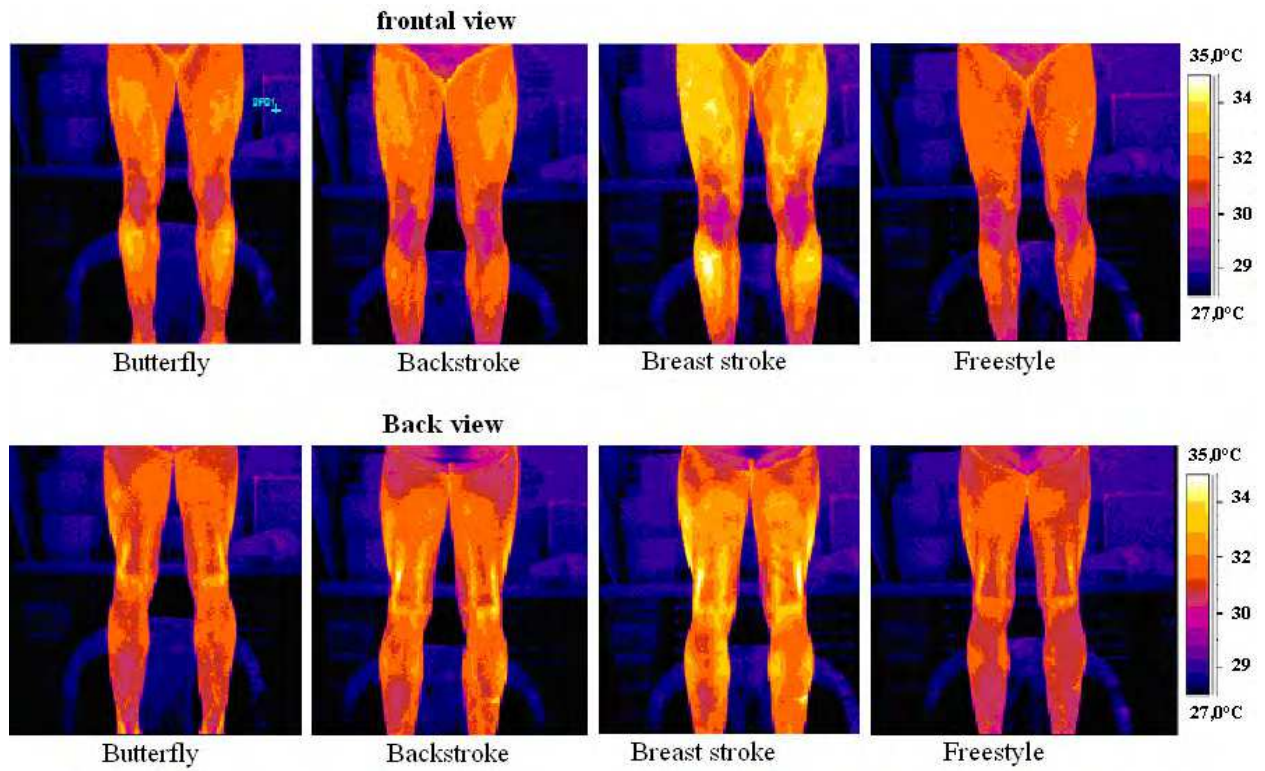 frontal view
35,0°C
34
32
30
29
27,0°C
Butterfly
Backstroke
Breast stroke
Freestyle
Back view
35,0°C
34
32
30
29
27,0°C
Butterfly
Backstroke
Breast stroke
Freestyle